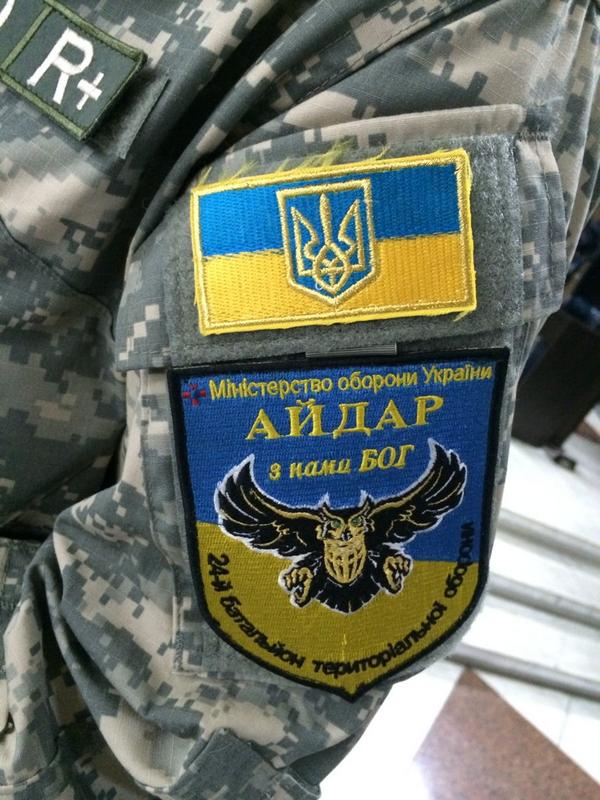 R+
Міністерство оборони України
АЙДАР
з нами БОГ
24-й батальйон територіальної оборони